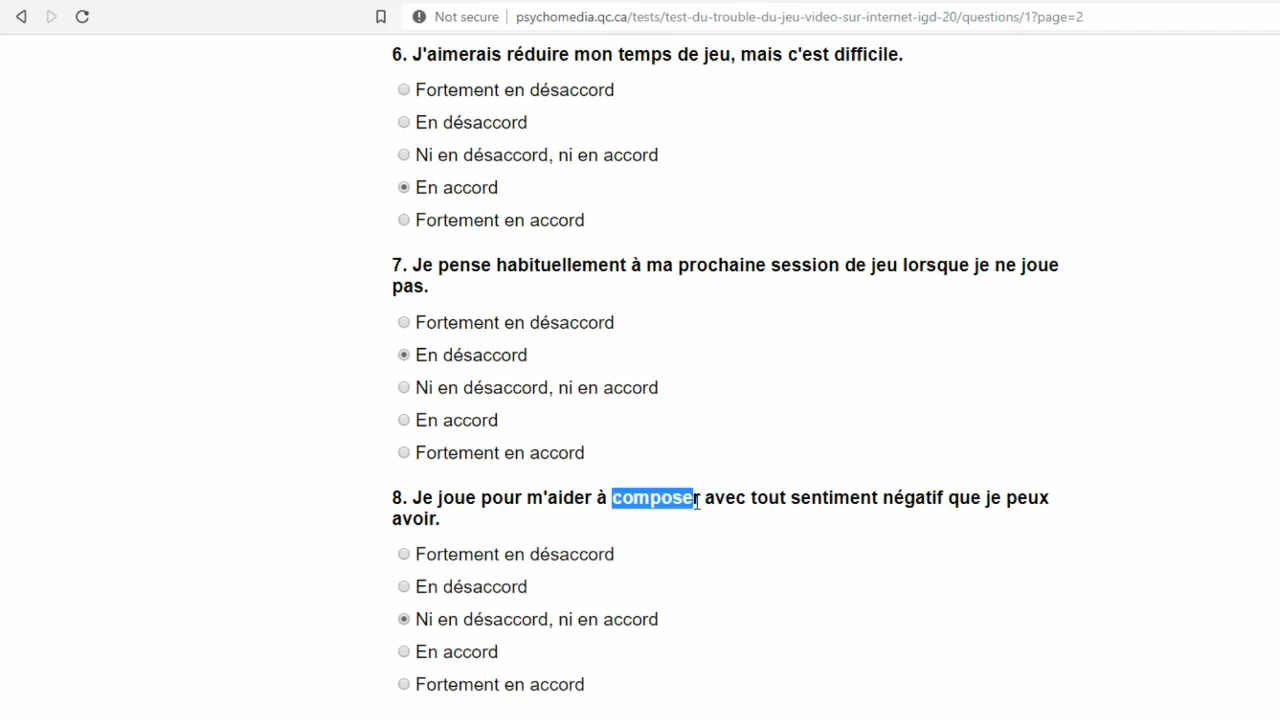 Not secure psychomedia.qc.ca/tests/test-du-trouble-du-jeu-video-sur-internet-igd-20/questions/1?page=2
6. J'aimerais réduire mon temps de jeu, mais c'est difficile.
Fortement en désaccord
En désaccord
Ni en désaccord, ni en accord
En accord
Fortement en accord
7. Je pense habituellement à ma prochaine session de jeu lorsque je ne joue
pas.
Fortement en désaccord
En désaccord
Ni en désaccord, ni en accord
En accord
Fortement en accord
8. Je joue pour m'aider à composer avec tout sentiment négatif que je peux
avoir.
Fortement en désaccord
En désaccord
Ni en désaccord, ni en accord
En accord
Fortement en accord